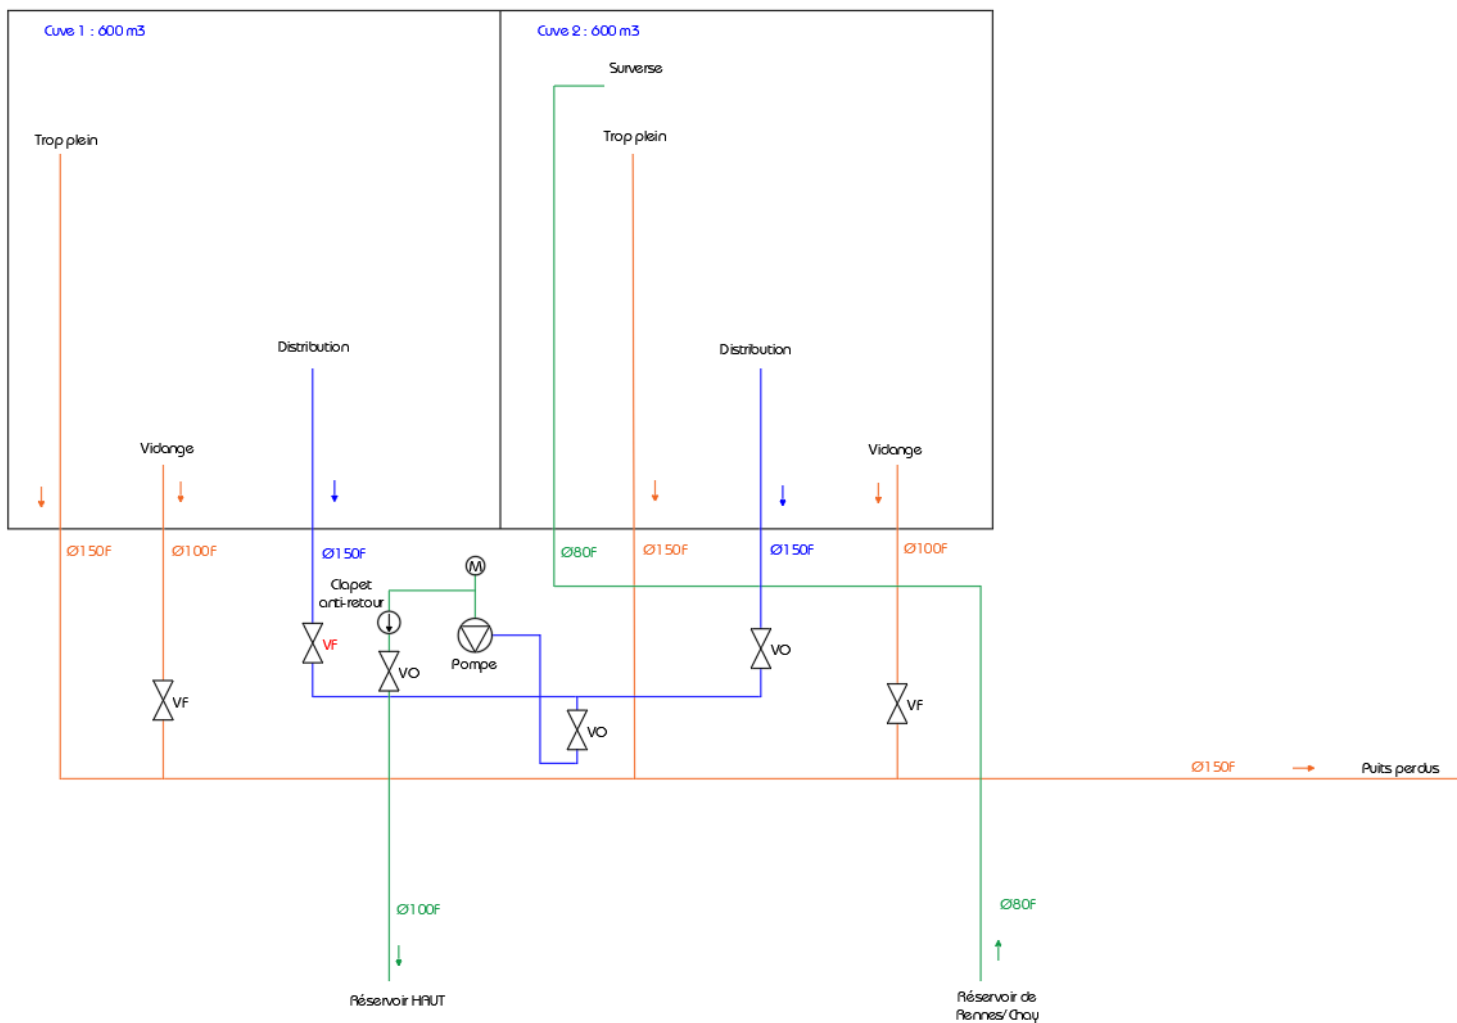 Cuve 1 : 600 m3
Cuve 2 : 600 m3
Surverse
Trop plein
Trop plein
Distribution
Distribution
Vidange
Vidange
Ø150F
Ø100F
Ø150F
Ø80F
Ø150F
Ø150F
Ø100F
M
Clapet
anti-retour
VF
Pompe
VO
VO
VF
VO
VF
Ø150F
Puits perdus
Ø100F
Ø80F
Réservoir HAUT
Réservoir de
Rennes/Chay